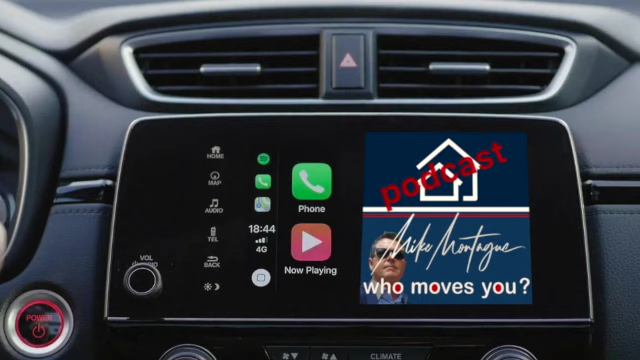 HOME
MAP
AUDIO
TEL
BACK
VOL
18:44
4G
Phone
Now Playing
podcast
Mike Montague
who moves you?
POWER
CLIMATE